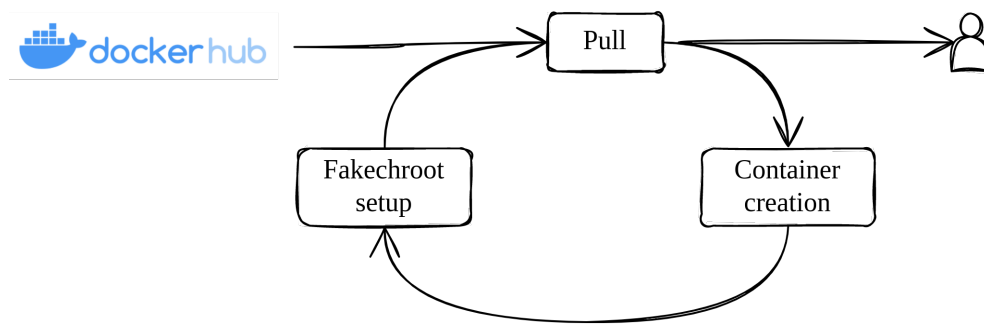 dockerhub
Pull
Fakechroot
setup
Container
creation